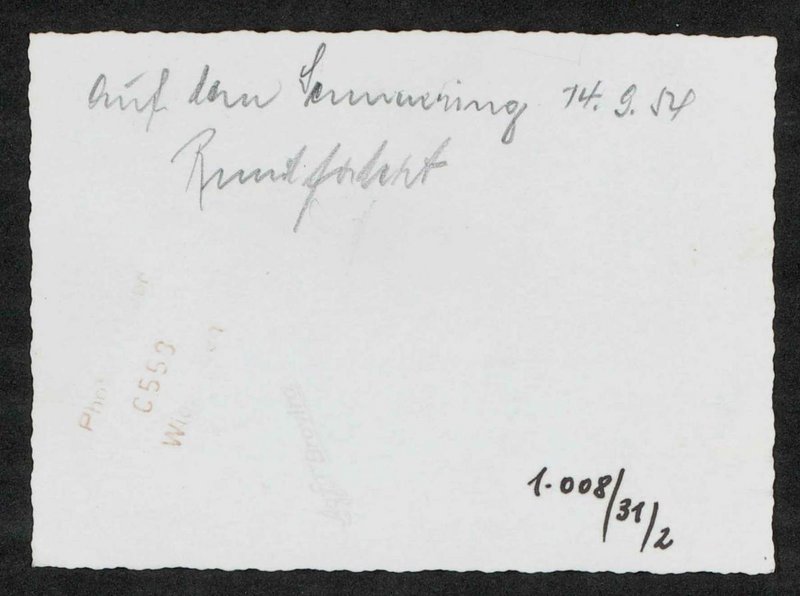 auf dem Semmering 14. 9. 54
Rundfahrt
C553
1.008/31/2